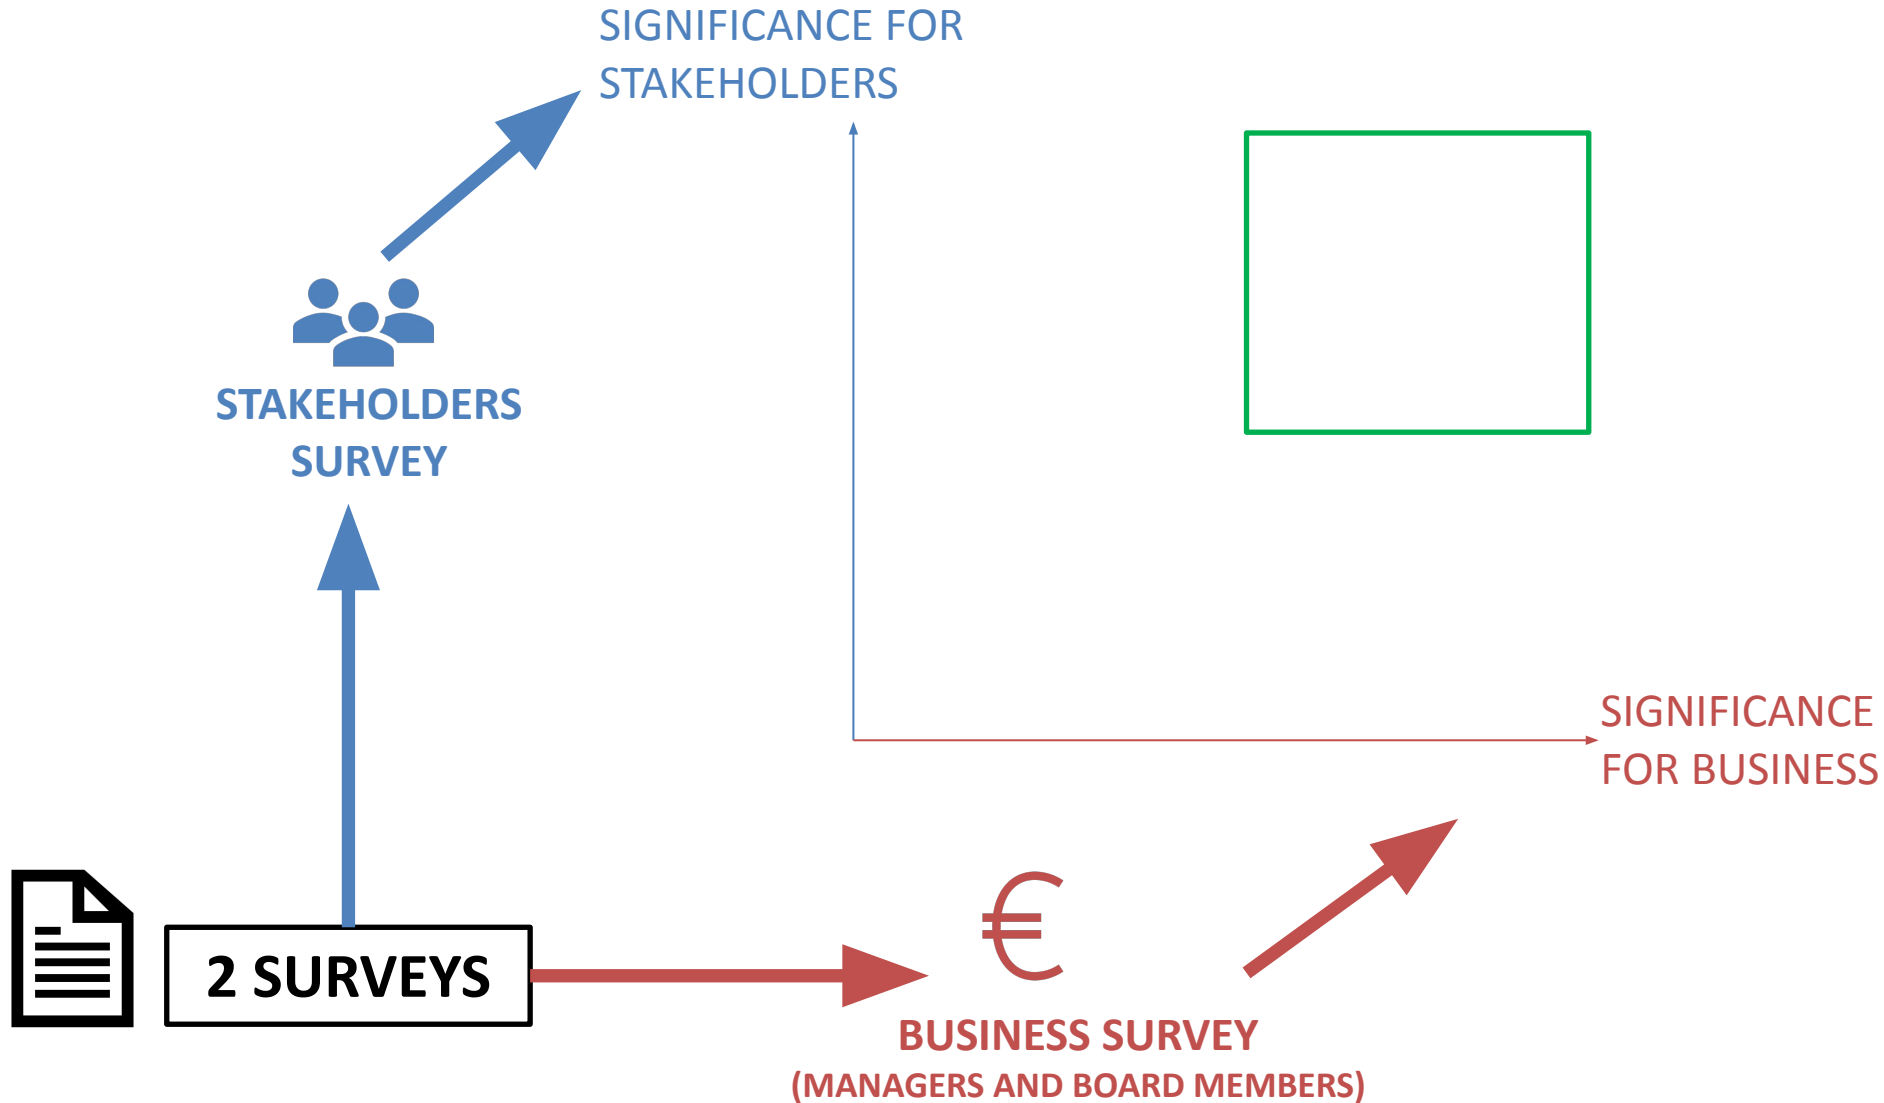 SIGNIFICANCE FOR
STAKEHOLDERS
STAKEHOLDERS
SURVEY
SIGNIFICANCE
FOR BUSINESS
2 SURVEYS
€
BUSINESS SURVEY
(MANAGERS AND BOARD MEMBERS)